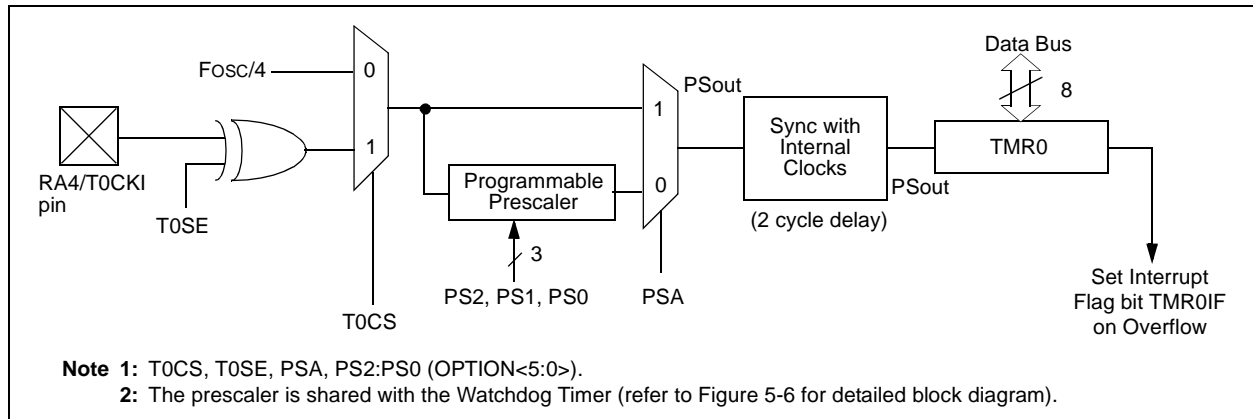 Data Bus
8
FOSC/4
0
PSout
1
Sync with
Internal
Clocks
TMR0
1
RA4/T0CKI
pin
Programmable
Prescaler
0
PSout
T0SE
(2 cycle delay)
3
PS2, PS1, PS0
PSA
T0CS
Set Interrupt
Flag bit TMR0IF
on Overflow
Note 1: T0CS, T0SE, PSA, PS2:PS0 (OPTION<5:0>).
2: The prescaler is shared with the Watchdog Timer (refer to Figure 5-6 for detailed block diagram).